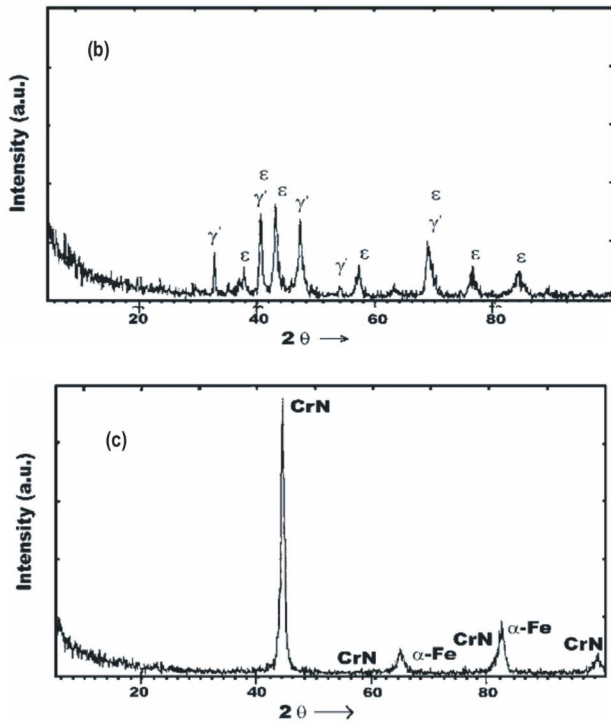 (b)
Intensity (a.u.)
ε
γ'
ε
γ'
ε
γ'
γ'
ε
ε
γ'
ε
ε
20
40
60
80
2 θ →
(c)
Intensity (a.u.)
CrN
CrN
α-Fe
CrN
α-Fe
CrN
20
40
60
80
2 θ →